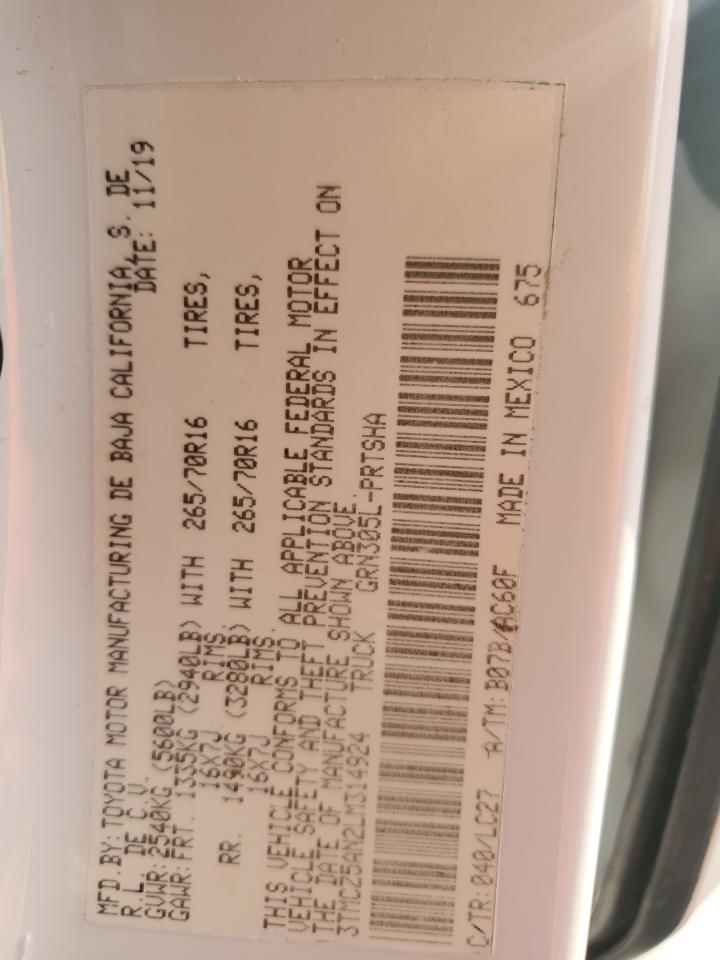 MFD.BY:TOYOTA MOTOR MANUFACTURING DE BAJA CALIFORNIA, S. DE
R.L. DE C.V. DATE: 11/19
GVWR:2540KG (5600LB)
GAWR:FRT. 1335KG (2940LB) WITH 265/70R16 TIRES,
16X7J RIMS.
RR. 1490KG (3280LB) WITH 265/70R16 TIRES,
16X7J RIMS.
THIS VEHICLE CONFORMS TO ALL APPLICABLE FEDERAL MOTOR
VEHICLE SAFETY AND THEFT PREVENTION STANDARDS IN EFFECT ON
THE DATE OF MANUFACTURE SHOWN ABOVE.
3TMCZ5AN2LM314924 TRUCK GRN305L-PRTSHA
C/TR:040/LC27 A/TM:B07B/AC60F MADE IN MEXICO 675